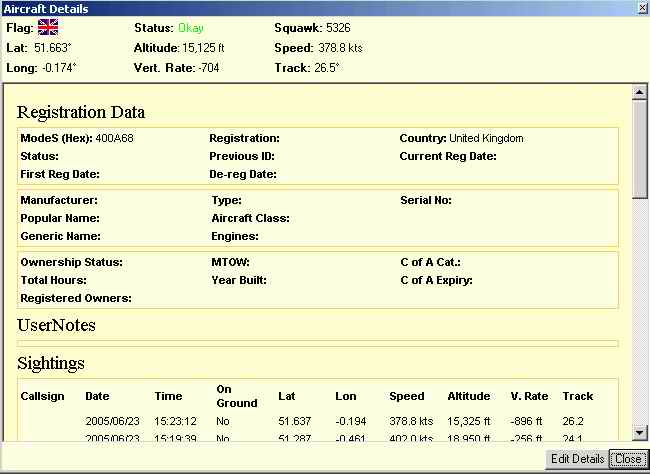 Aircraft Details
Flag: Status: Okay Squawk: 5326
Lat: 51.663° Altitude: 15,125 ft Speed: 378.8 kts
Long: -0.174° Vert. Rate: -704 Track: 26.5°
Registration Data
ModeS (Hex): 400A68 Registration: Country: United Kingdom
Status: Previous ID: Current Reg Date:
First Reg Date: De-reg Date:
Manufacturer: Type: Serial No:
Popular Name: Aircraft Class:
Generic Name: Engines:
Ownership Status: MTOW: C of A Cat.:
Total Hours: Year Built: C of A Expiry:
Registered Owners:
UserNotes
Sightings
Callsign Date Time On Ground Lat Lon Speed Altitude V. Rate Track
2005/06/23 15:23:12 No 51.637 -0.194 378.8 kts 15,325 ft -896 ft 26.2
2005/06/23 15:19:39 No 51.287 -0.461 402.0 kts 18,950 ft -256 ft 24.1
Edit Details Close